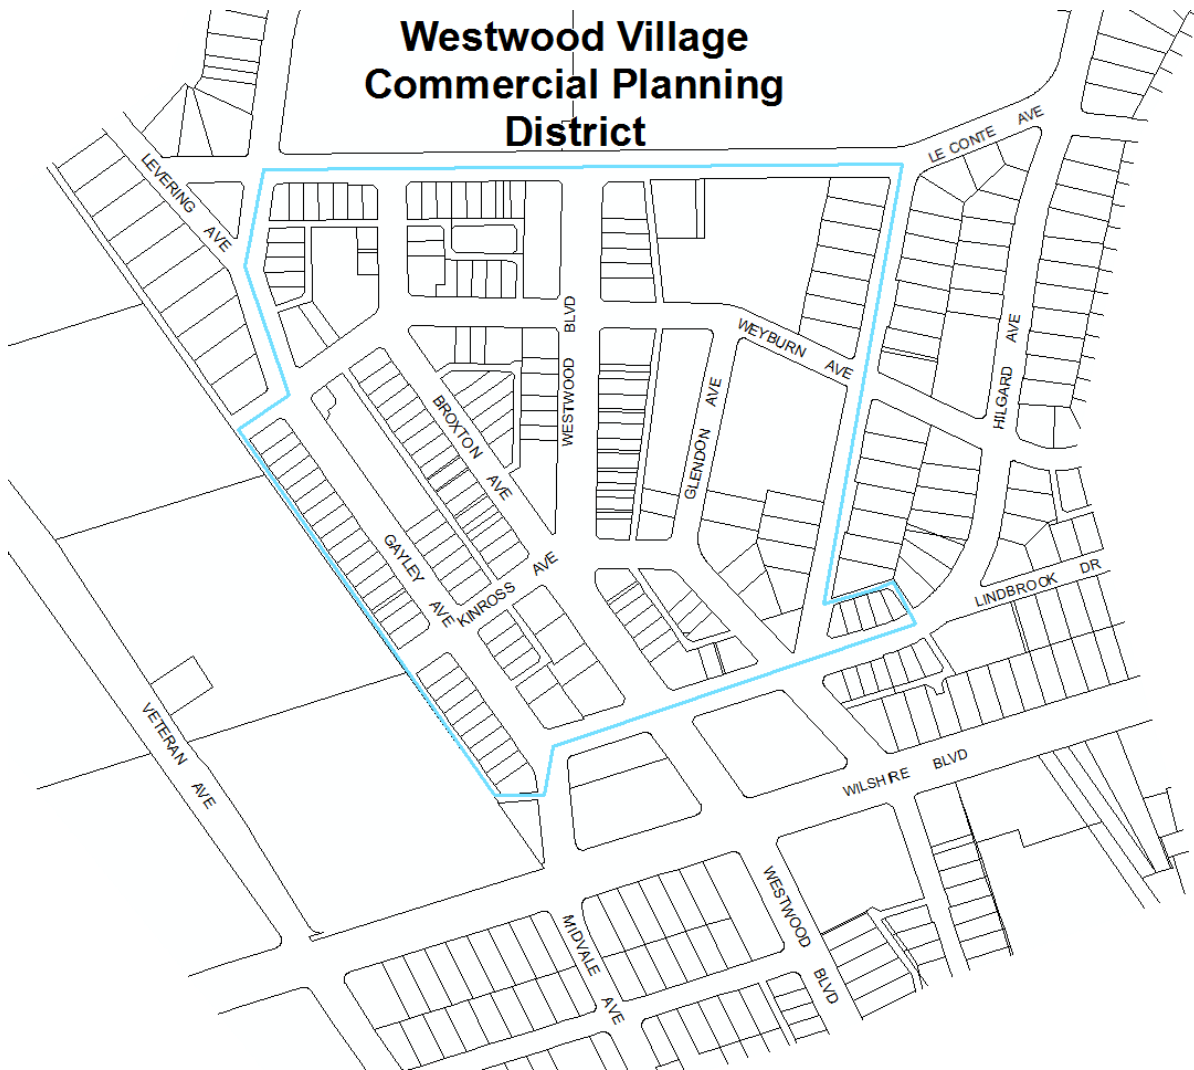 Westwood Village
Commercial Planning
District
LE CONTE AVE
LEVERING AVE
WESTWOOD BLVD
WEYBURN AVE
HILGARD AVE
BROXTON AVE
GLENDON AVE
GAYLEY AVE
KINROSS AVE
LINDBROOK DR
VETERAN AVE
WILSHIRE BLVD
WESTWOOD BLVD
MIDVALE AVE